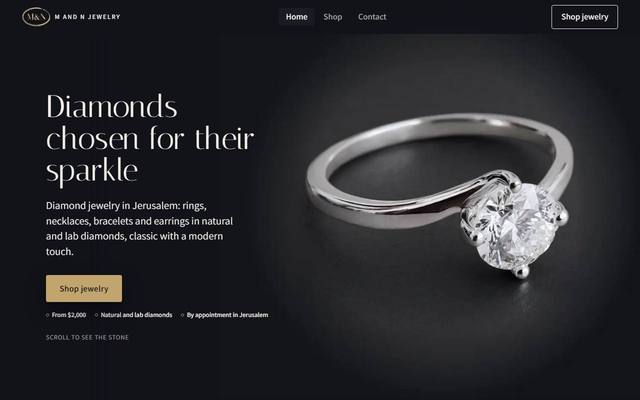 M&N
M AND N JEWELRY
Home
Shop
Contact
Shop jewelry
Diamonds
chosen for their
sparkle
Diamond jewelry in Jerusalem: rings,
necklaces, bracelets and earrings in natural
and lab diamonds, classic with a modern
touch.
Shop jewelry
From $2,000
Natural and lab diamonds
By appointment in Jerusalem
SCROLL TO SEE THE STONE